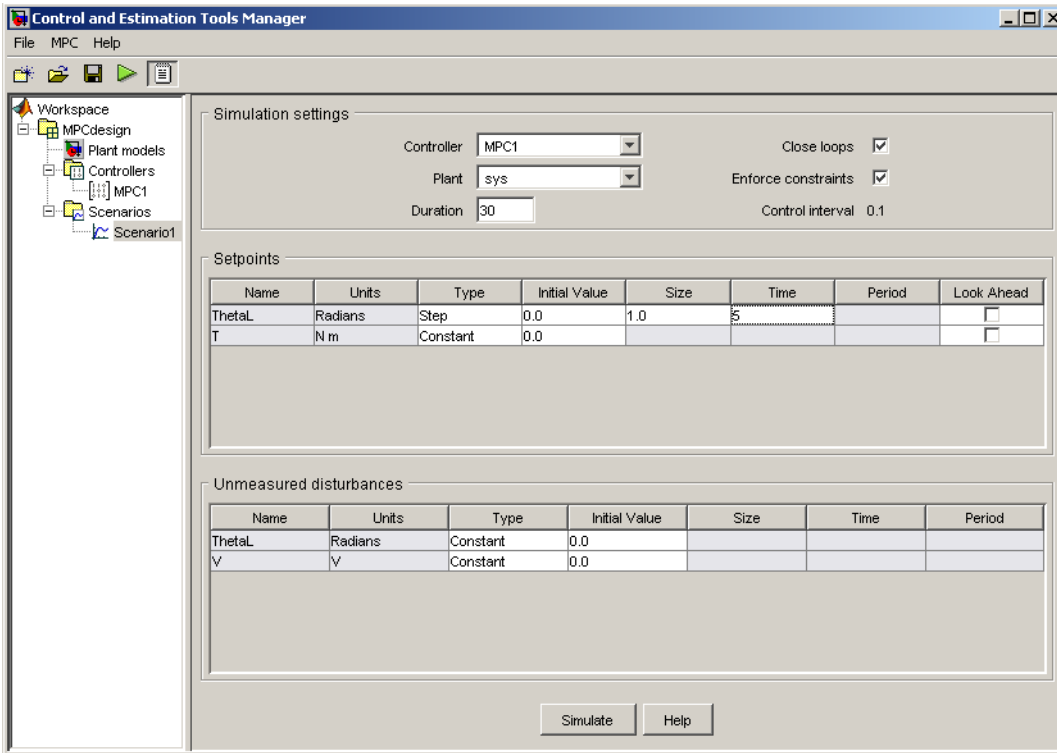 Control and Estimation Tools Manager
File MPC Help
Workspace
MPCdesign
Plant models
Controllers
MPC1
Scenarios
Scenario1
Simulation settings
Controller MPC1 Close loops
Plant sys Enforce constraints
Duration 30 Control interval 0.1
Setpoints
Name Units Type Initial Value Size Time Period Look Ahead
ThetaL Radians Step 0.0 1.0 5
T N m Constant 0.0
Unmeasured disturbances
Name Units Type Initial Value Size Time Period
ThetaL Radians Constant 0.0
V V Constant 0.0
Simulate Help